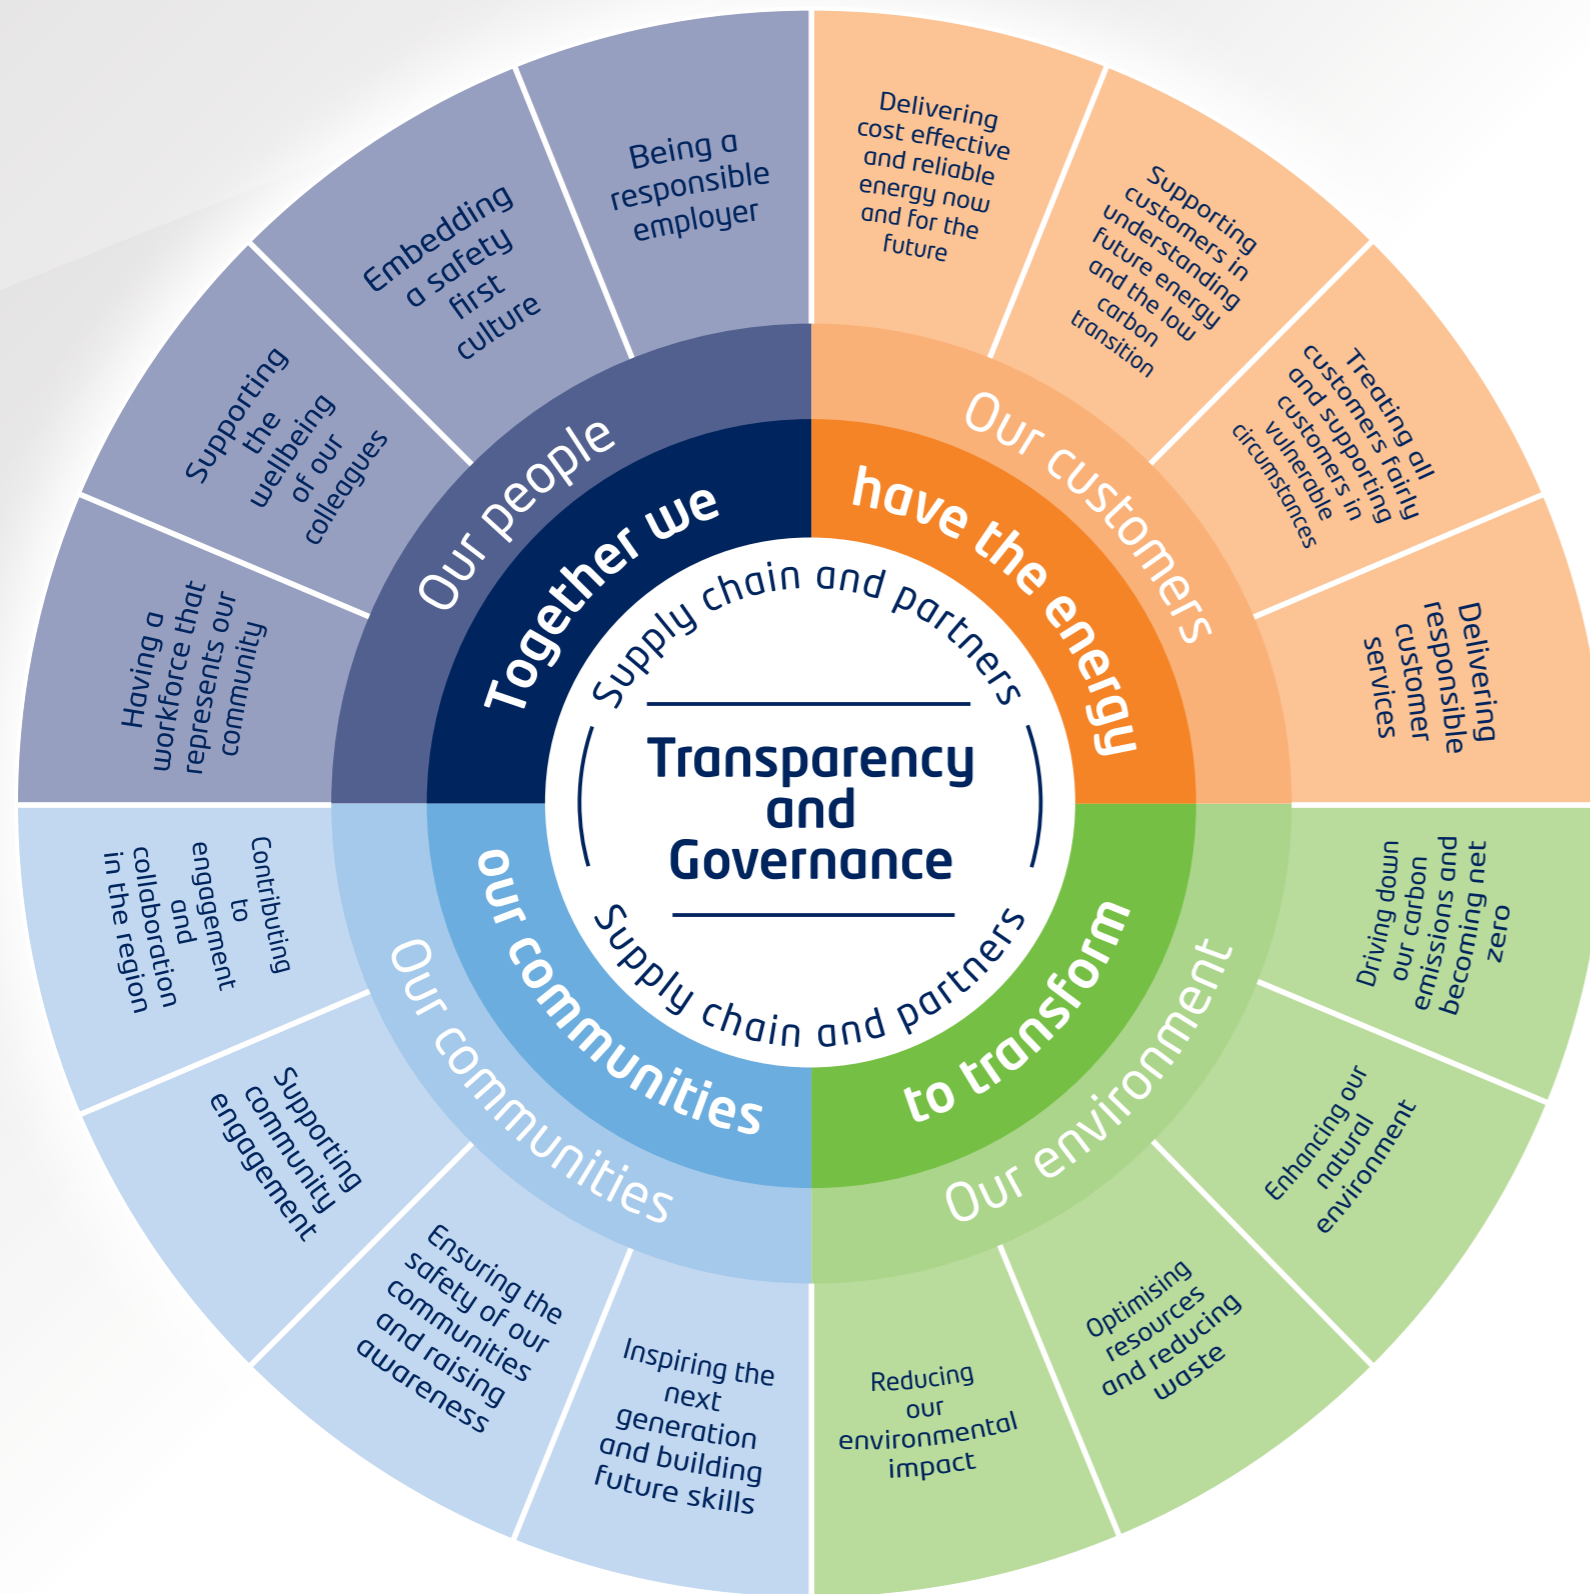 Being a
responsible
employer
Embedding
a safety
first
culture
Supporting
the
wellbeing
of our
colleagues
Having a
workforce that
represents our
community
Delivering
cost effective
and reliable
energy now
and for the
future
Supporting
customers in
understanding
future energy
and the low
carbon
transition
Treating all
customers fairly
and supporting
customers in
vulnerable
circumstances
Delivering
responsible
customer
services
Our people
Our customers
Together we
have the energy
Supply chain and partners
Transparency
and
Governance
Supply chain and partners
to transform
our communities
Our environment
Our communities
Driving down
our carbon
emissions and
becoming net
zero
Enhancing our
natural
environment
Optimising
resources
and reducing
waste
Reducing
our
environmental
impact
Inspiring the
next
generation
and building
future skills
Ensuring the
safety of our
communities
and raising
awareness
Supporting
community
engagement
Contributing
to
engagement
and
collaboration
in the region